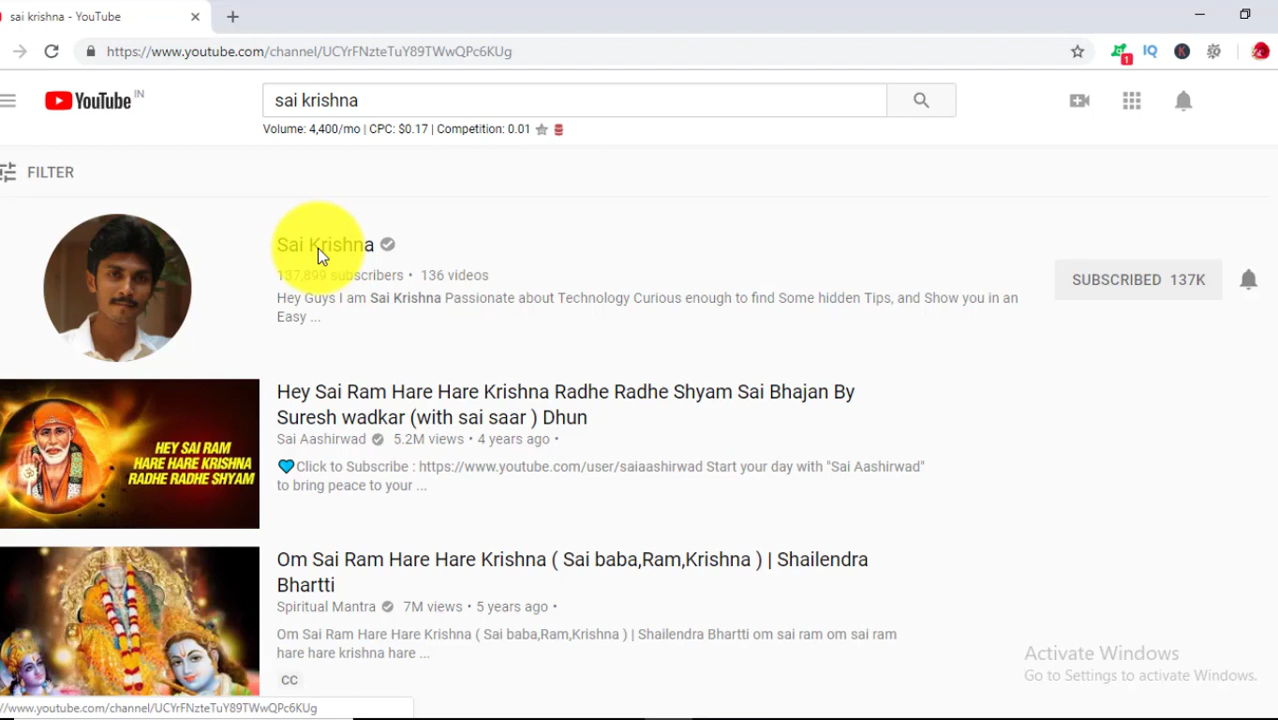 sai krishna - YouTube
https://www.youtube.com/channel/UCYrFNzteTuY89TWwQPc6KUg
1
IQ
K
YouTube IN
sai krishna
Volume: 4,400/mo | CPC: $0.17 | Competition: 0.01
FILTER
Sai Krishna
137,899 subscribers • 136 videos
Hey Guys I am Sai Krishna Passionate about Technology Curious enough to find Some hidden Tips, and Show you in an
Easy ...
SUBSCRIBED 137K
Hey Sai Ram Hare Hare Krishna Radhe Radhe Shyam Sai Bhajan By
Suresh wadkar (with sai saar ) Dhun
Sai Aashirwad 5.2M views • 4 years ago •
Click to Subscribe : https://www.youtube.com/user/saiaashirwad Start your day with "Sai Aashirwad"
to bring peace to your ...
HEY SAI RAM
HARE HARE KRISHNA
RADHE RADHE SHYAM
Om Sai Ram Hare Hare Krishna ( Sai baba,Ram,Krishna ) | Shailendra
Bhartti
Spiritual Mantra 7M views • 5 years ago •
Om Sai Ram Hare Hare Krishna ( Sai baba,Ram,Krishna ) | Shailendra Bhartti om sai ram om sai ram
hare hare krishna hare ...
CC
Activate Windows
Go to Settings to activate Windows.
//www.youtube.com/channel/UCYrFNzteTuY89TWwQPc6KUg